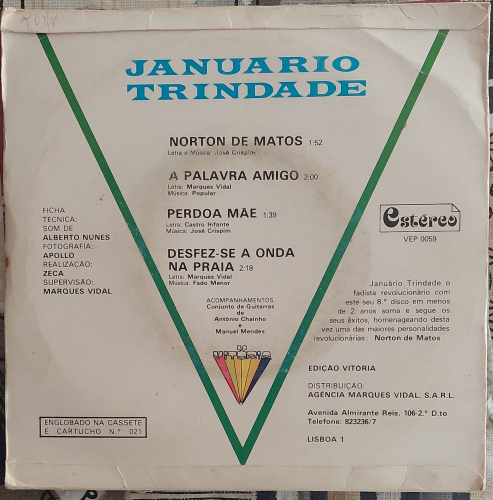 JANUARIO
TRINDADE
NORTON DE MATOS 1:52
Letra e Música: José Crispim
A PALAVRA AMIGO 2:00
Letra: Marques Vidal
Música: Popular
PERDOA MÃE 1:39
Letra: Castro Infante
Música: José Crispim
DESFEZ-SE A ONDA
NA PRAIA 2:18
Letra: Marques Vidal
Música: Fado Menor
ACOMPANHAMENTOS
Conjunto de Guitarras
de
António Chaínho
e
Manuel Mendes
VITÓRIA
FICHA
TÉCNICA:
SOM DE
ALBERTO NUNES
FOTOGRAFIA:
APOLLO
REALIZAÇÃO:
ZECA
SUPERVISÃO:
MARQUES VIDAL
ENGLOBADO NA CASSETE
E CARTUCHO N.º 021
estéreo
VEP 0059
Januário Trindade o
fadista revolucionário com
este seu 8.º disco em menos
de 2 anos soma e segue os
seus êxitos, homenageando desta
vez uma das maiores personalidades
revolucionárias: Norton de Matos
EDIÇÃO VITORIA
DISTRIBUIÇÃO:
AGÊNCIA MARQUES VIDAL, S.A.R.L.
Avenida Almirante Reis, 106-2.º D.to
Telefone: 823236/7
LISBOA 1